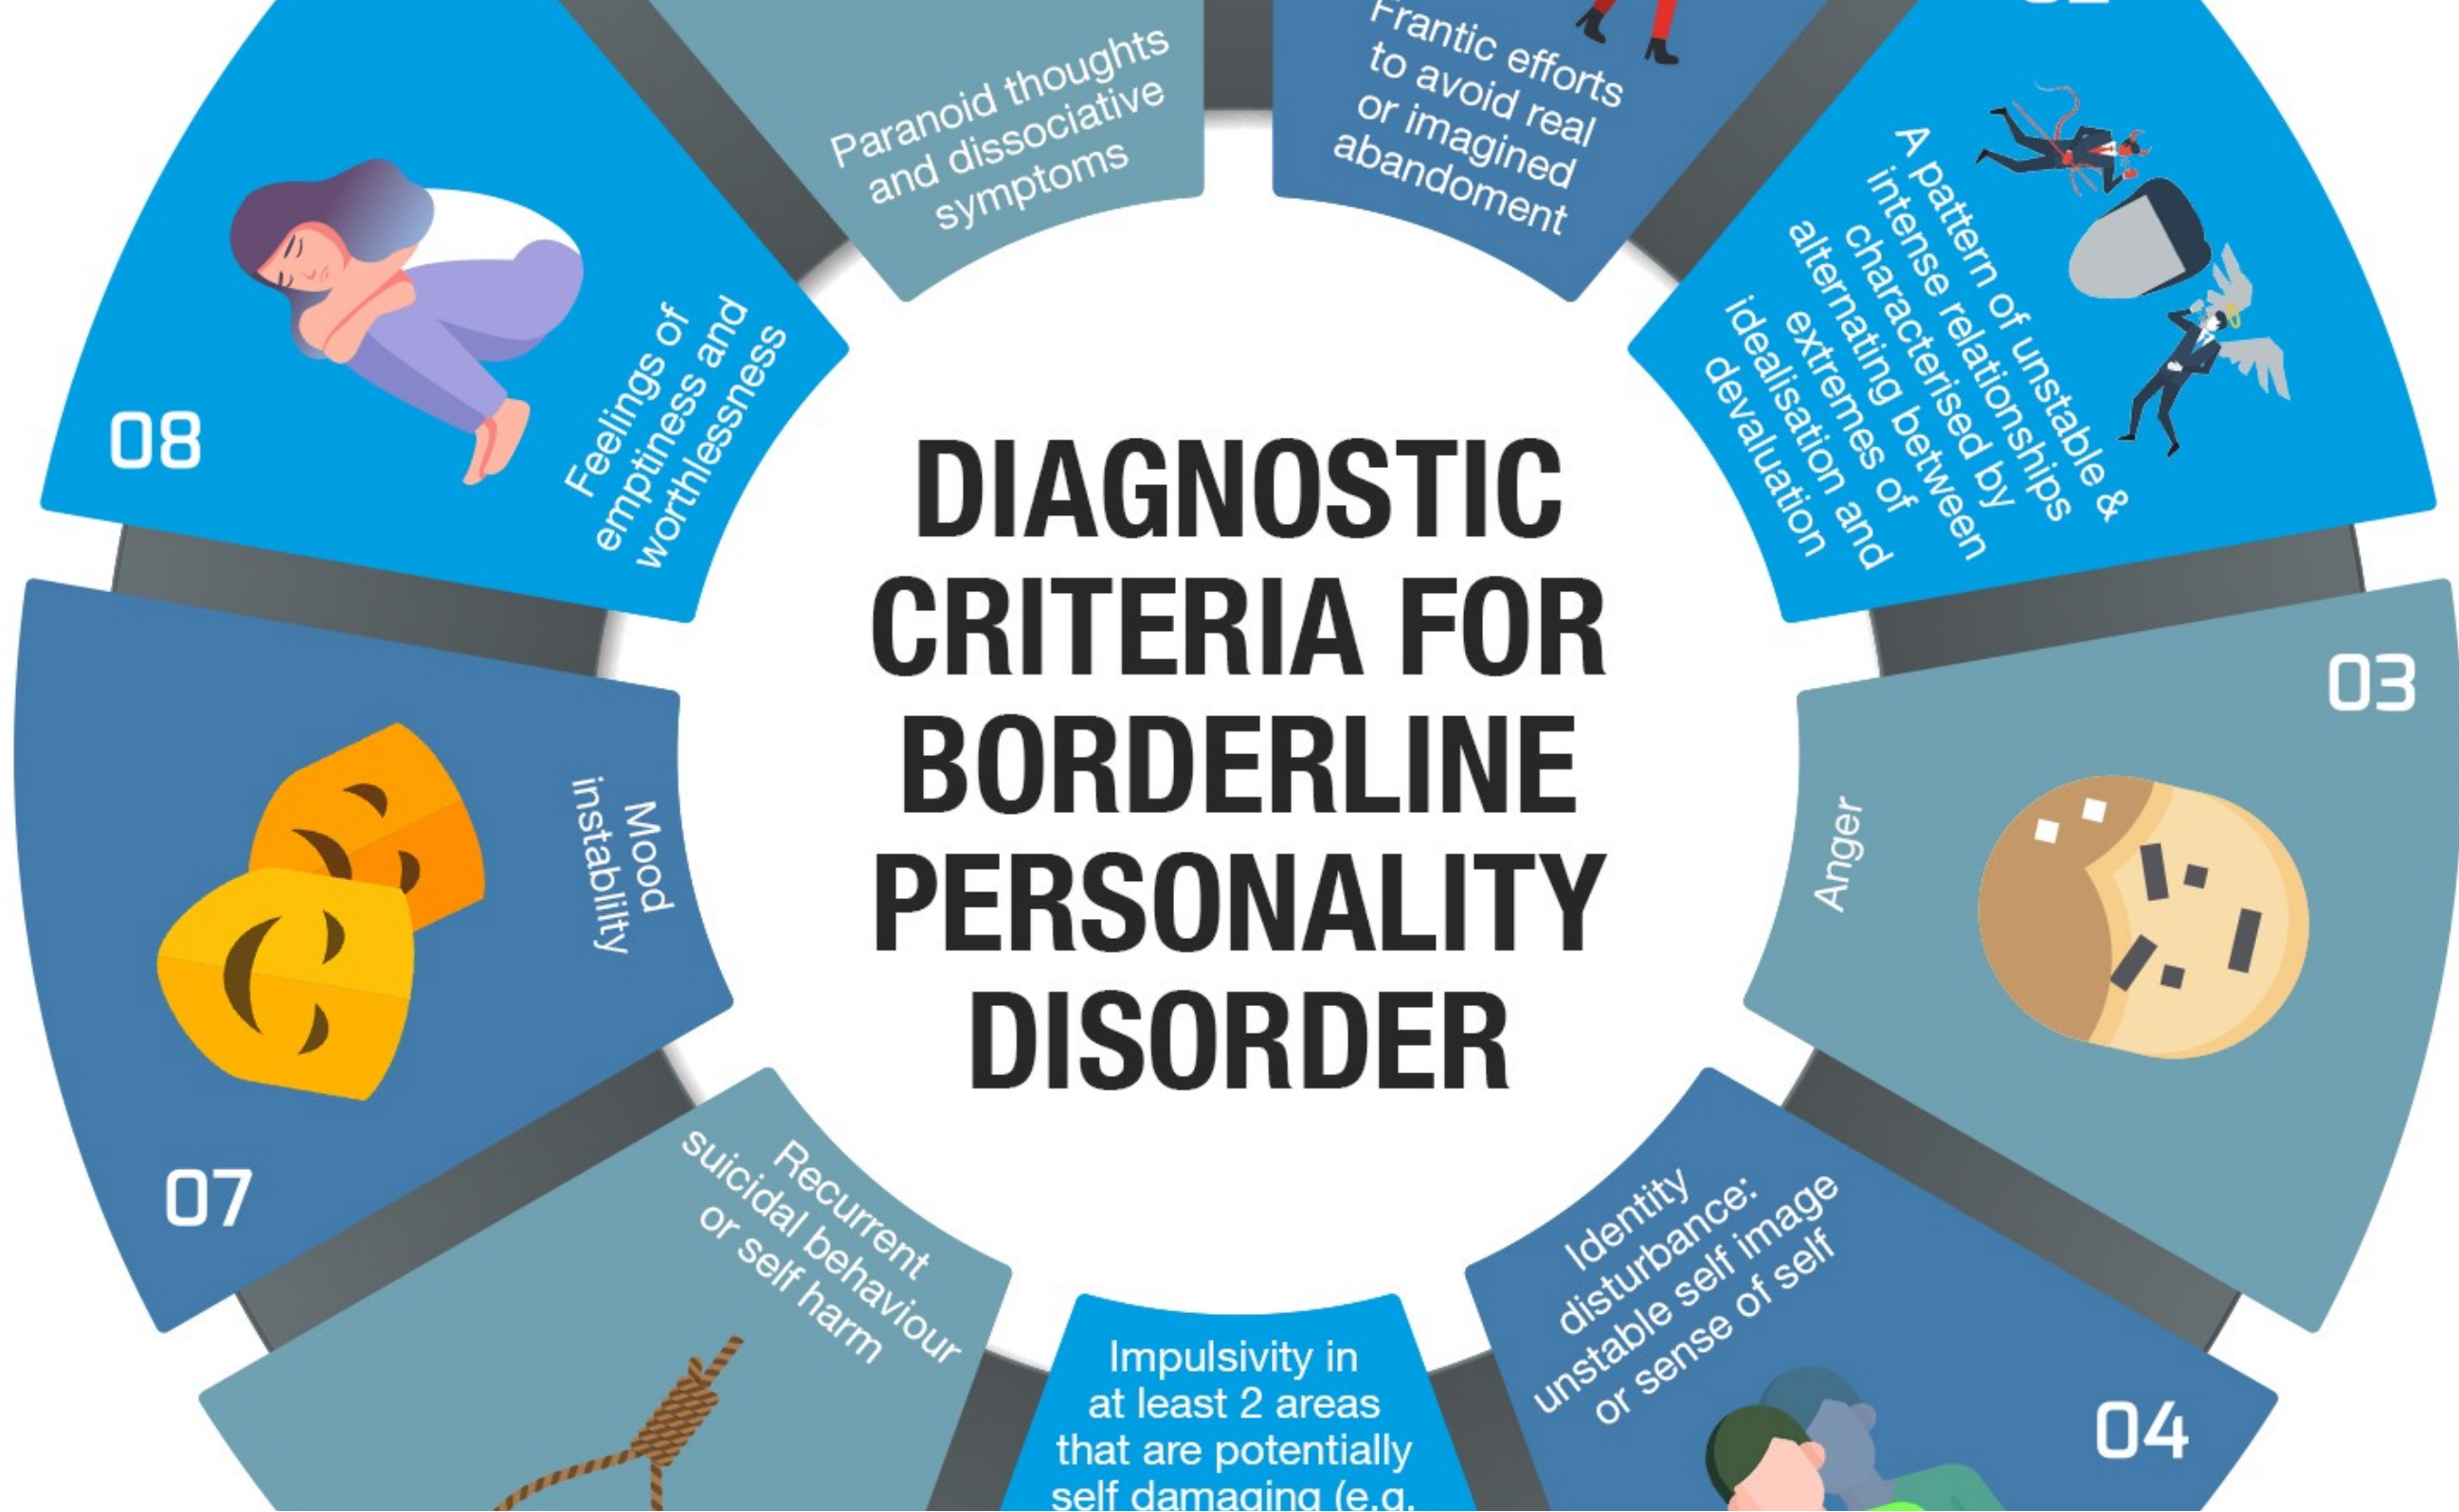 DIAGNOSTIC
CRITERIA FOR
BORDERLINE
PERSONALITY
DISORDER
Frantic efforts
to avoid real
or imagined
abandoment
A pattern of unstable &
intense relationships
characterised by
alternating between
extremes of
idealisation and
devaluation
03
Anger
04
Identity
disturbance:
unstable self image
or sense of self
Impulsivity in
at least 2 areas
that are potentially
self damaging (e.g.
Recurrent
suicidal behaviour
or self harm
07
Mood
instability
08
Feelings of
emptiness and
worthlessness
Paranoid thoughts
and dissociative
symptoms